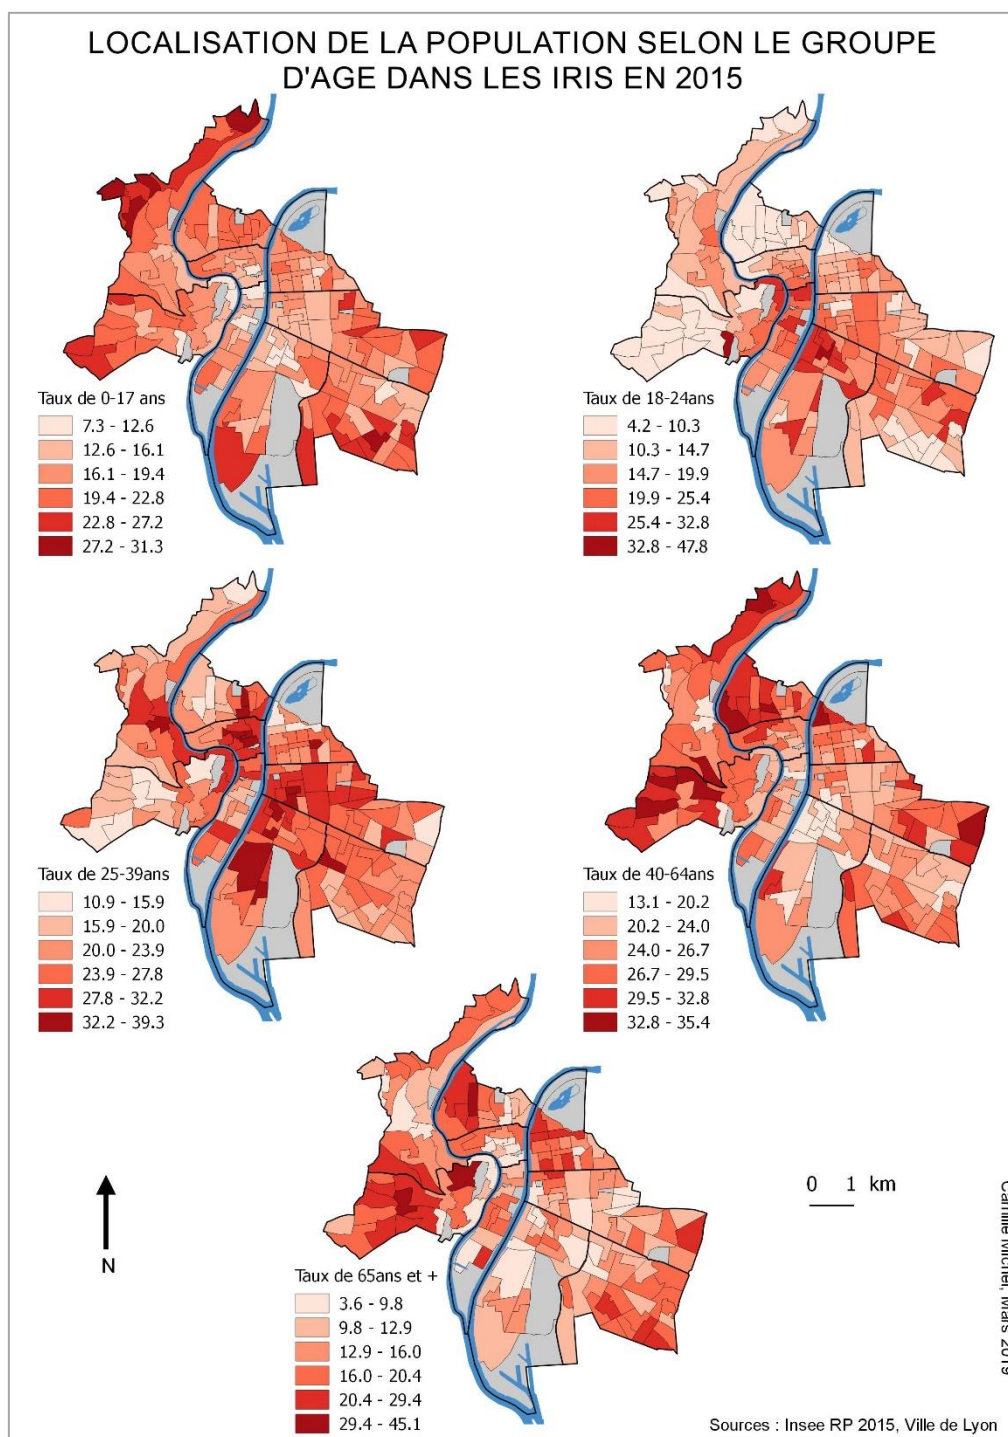 LOCALISATION DE LA POPULATION SELON LE GROUPE
D'AGE DANS LES IRIS EN 2015
Taux de 0-17 ans
7.3 - 12.6
12.6 - 16.1
16.1 - 19.4
19.4 - 22.8
22.8 - 27.2
27.2 - 31.3
Taux de 18-24ans
4.2 - 10.3
10.3 - 14.7
14.7 - 19.9
19.9 - 25.4
25.4 - 32.8
32.8 - 47.8
Taux de 25-39ans
10.9 - 15.9
15.9 - 20.0
20.0 - 23.9
23.9 - 27.8
27.8 - 32.2
32.2 - 39.3
Taux de 40-64ans
13.1 - 20.2
20.2 - 24.0
24.0 - 26.7
26.7 - 29.5
29.5 - 32.8
32.8 - 35.4
N
Taux de 65ans et +
3.6 - 9.8
9.8 - 12.9
12.9 - 16.0
16.0 - 20.4
20.4 - 29.4
29.4 - 45.1
0 1 km
Camille Michel, Mars 2019
Sources : Insee RP 2015, Ville de Lyon